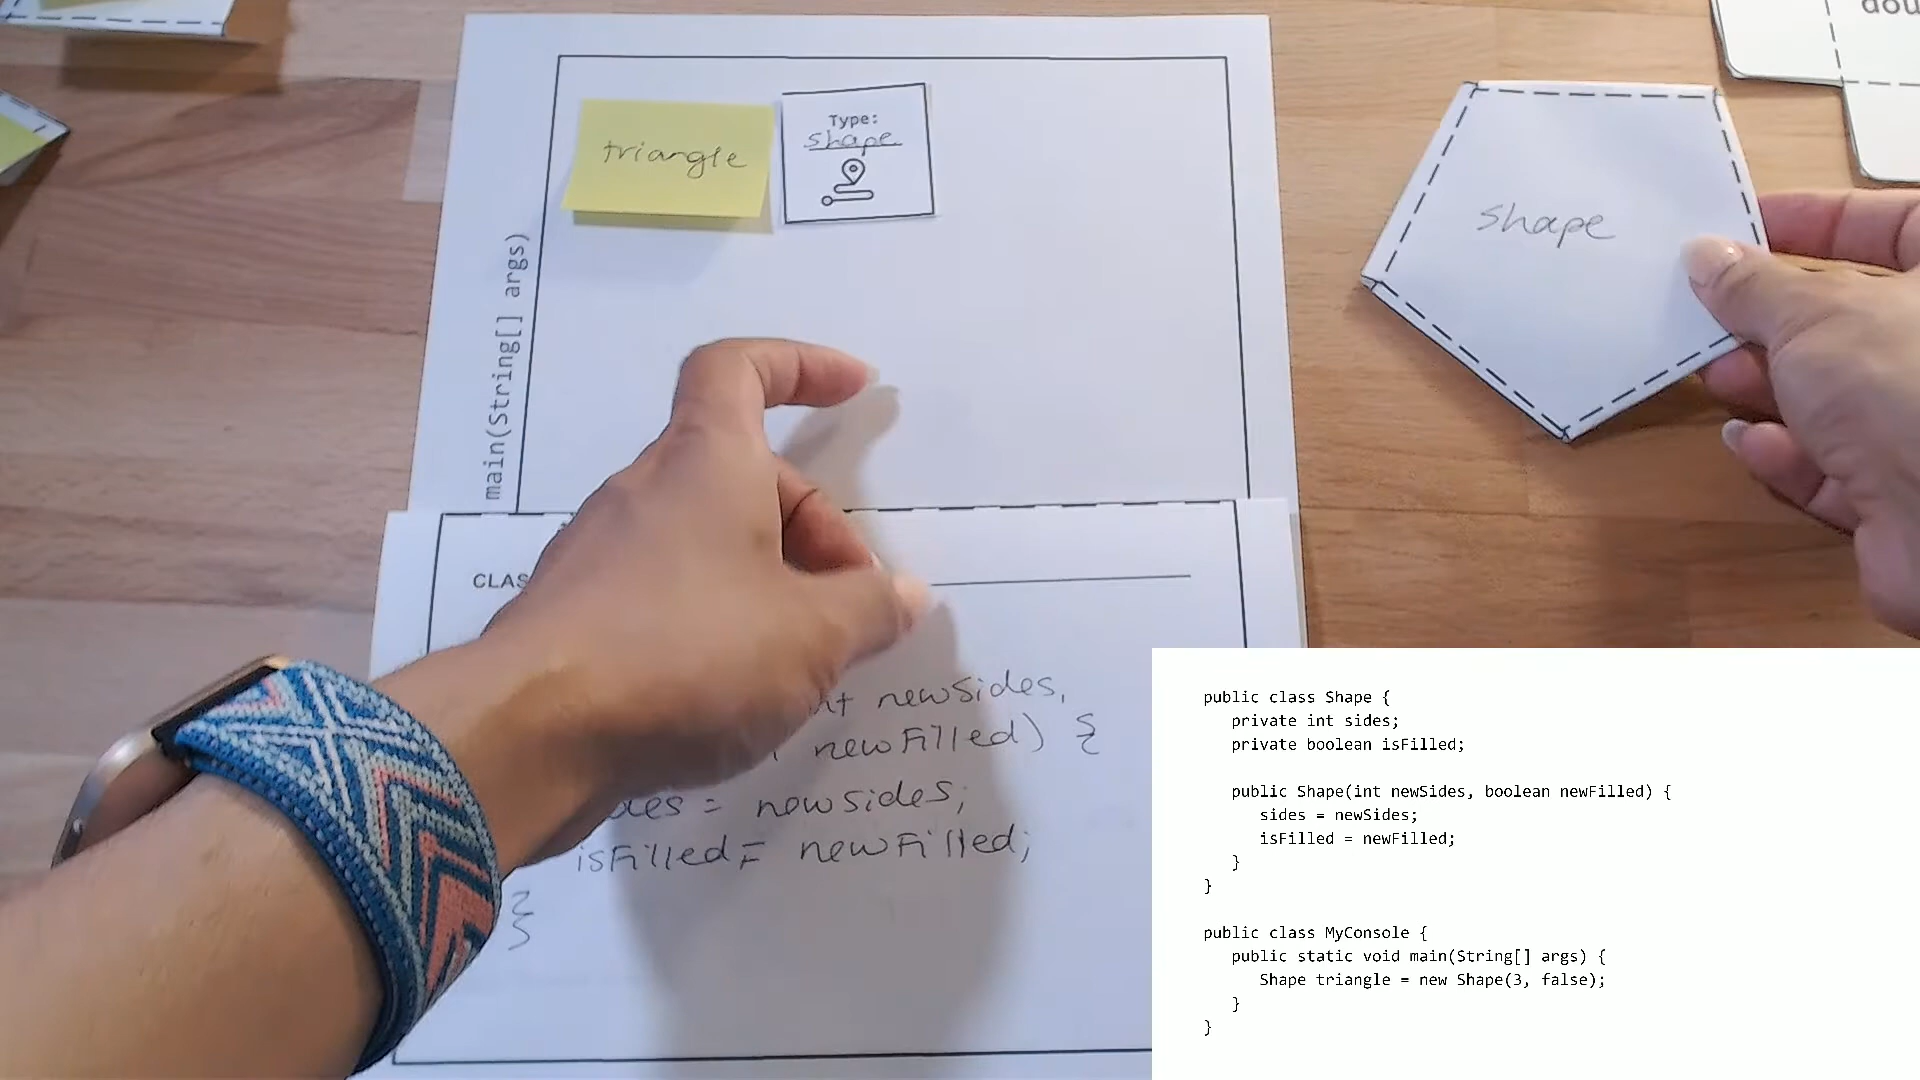 dou
triangle
Type:
shape
shape
main(String[] args)
CLAS
newSides,
newFilled) {
= newSides;
isFilled = newFilled;
}
public class Shape {
private int sides;
private boolean isFilled;
public Shape(int newSides, boolean newFilled) {
sides = newSides;
isFilled = newFilled;
}
}
public class MyConsole {
public static void main(String[] args) {
Shape triangle = new Shape(3, false);
}
}